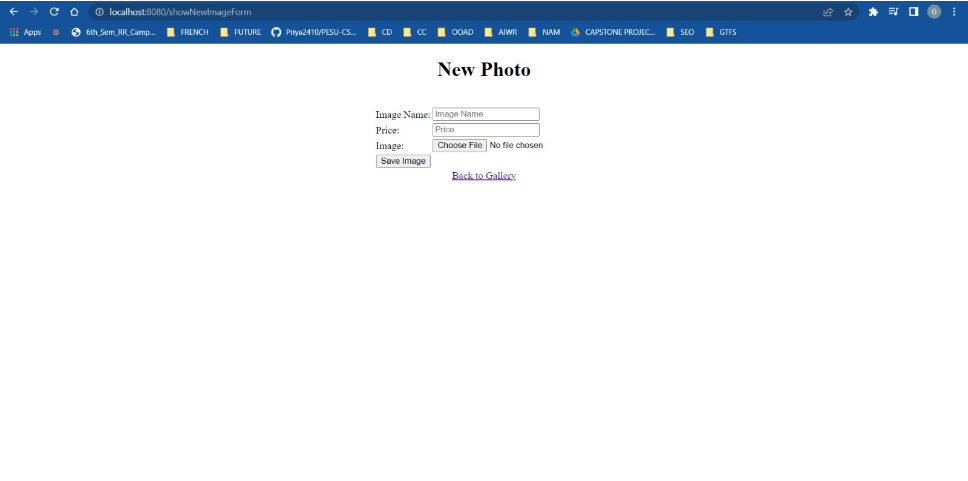 localhost:8080/showNewImageForm
G
Apps 6th_Sem_RR_Camp... FRENCH FUTURE Priya2410/PESU-CS... CD CC OOAD AIWR NAM CAPSTONE PROJEC... SEO GTFS
New Photo
Image Name: Image Name
Price: Price
Image: Choose File No file chosen
Save Image
Back to Gallery